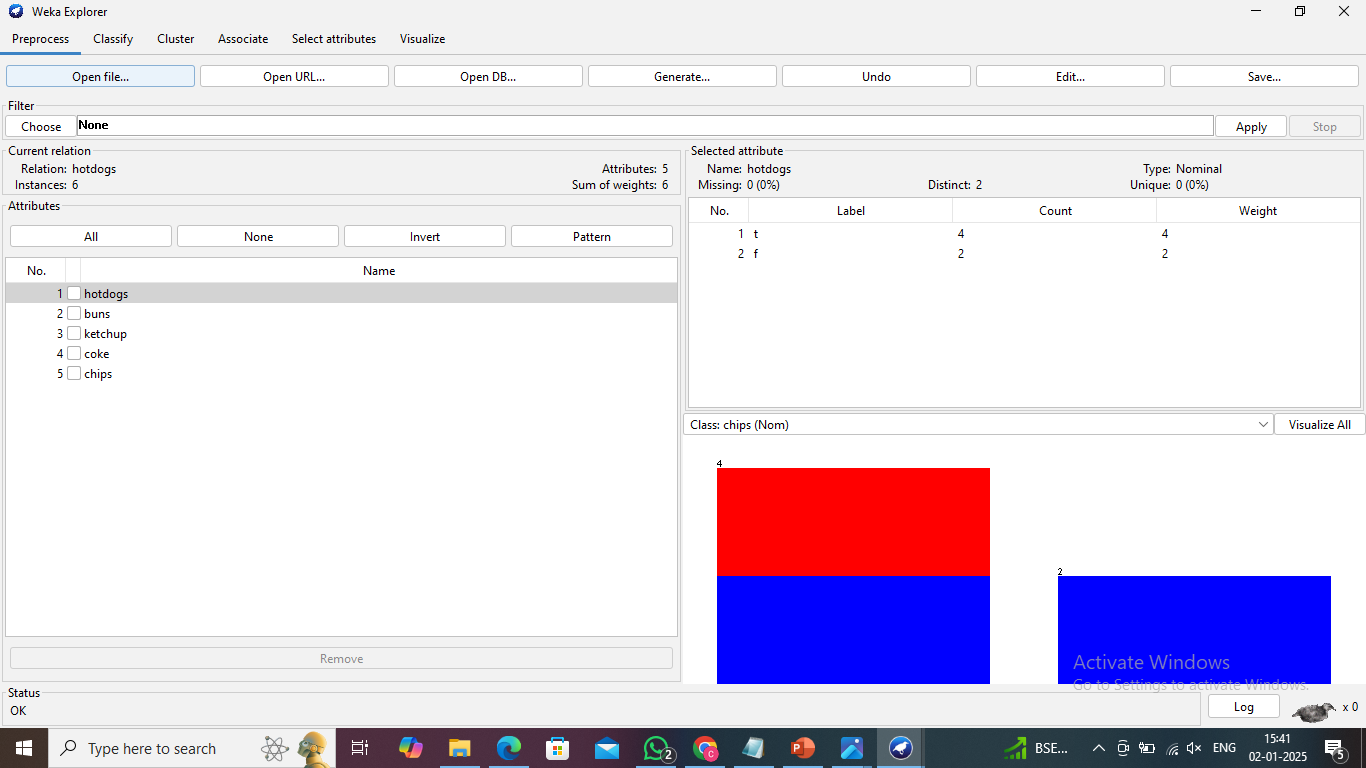 Weka Explorer
Preprocess Classify Cluster Associate Select attributes Visualize
Open file... Open URL... Open DB... Generate... Undo Edit... Save...
Filter
Choose None Apply Stop
Current relation
Relation: hotdogs Attributes: 5
Instances: 6 Sum of weights: 6
Attributes
All None Invert Pattern
No. Name
1 hotdogs
2 buns
3 ketchup
4 coke
5 chips
Remove
Selected attribute
Name: hotdogs Type: Nominal
Missing: 0 (0%) Distinct: 2 Unique: 0 (0%)
No. Label Count Weight
1 t 4 4
2 f 2 2
Class: chips (Nom) Visualize All
4
2
Activate Windows
Go to Settings to activate Windows.
Status
OK
Log x 0
Type here to search
2
C
P
BSE...
ENG
15:41
02-01-2025
5